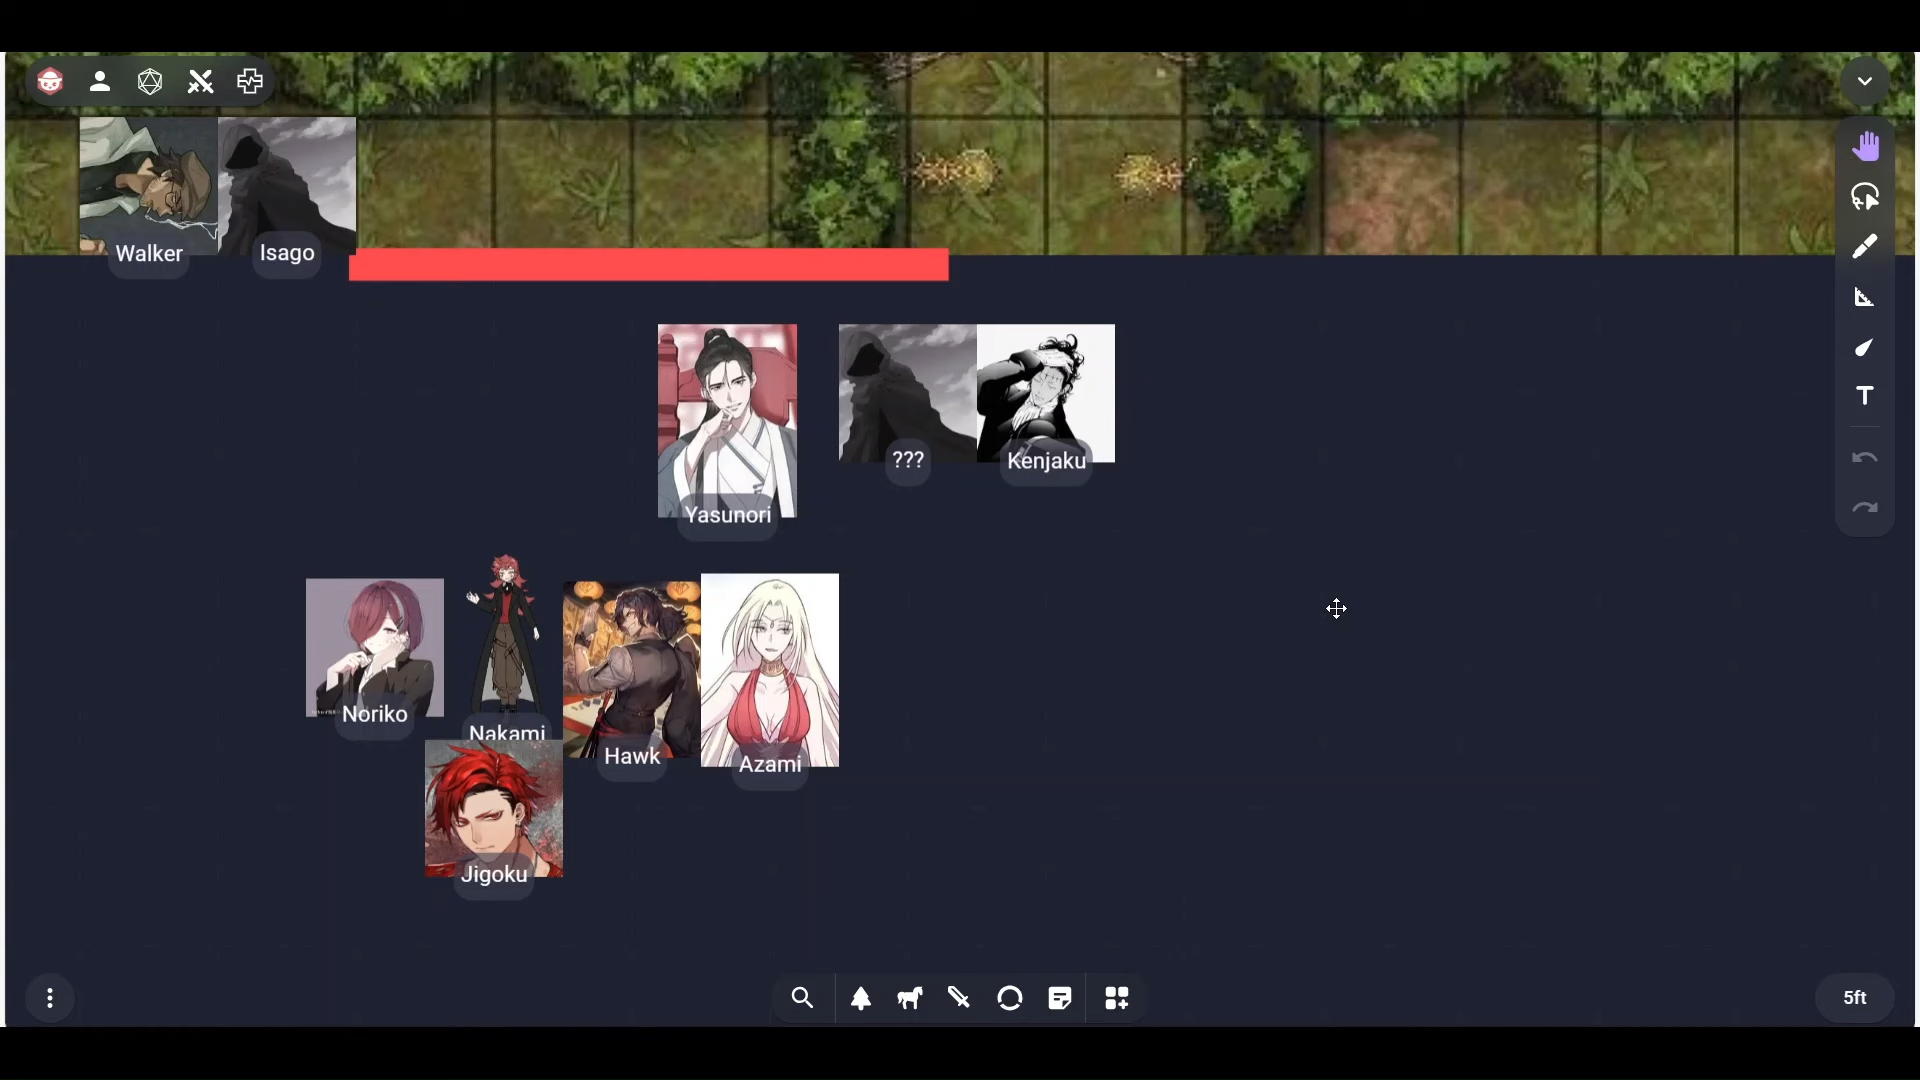 Walker
Isago
Yasunori
???
Kenjaku
Noriko
Nakami
Hawk
Azami
Jigoku
T
5ft